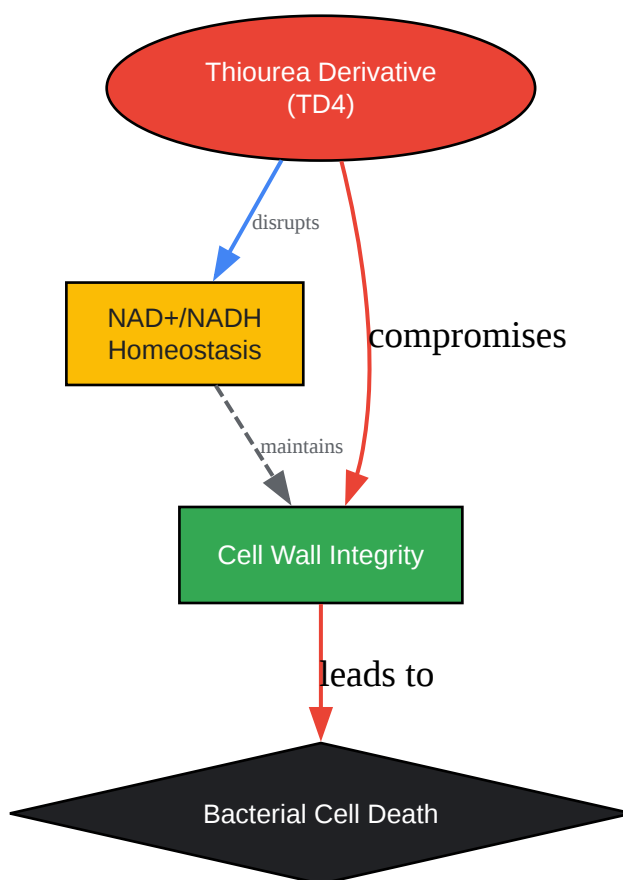 Thiourea Derivative
(TD4)
disrupts
NAD+/NADH
Homeostasis
compromises
maintains
Cell Wall Integrity
leads to
Bacterial Cell Death